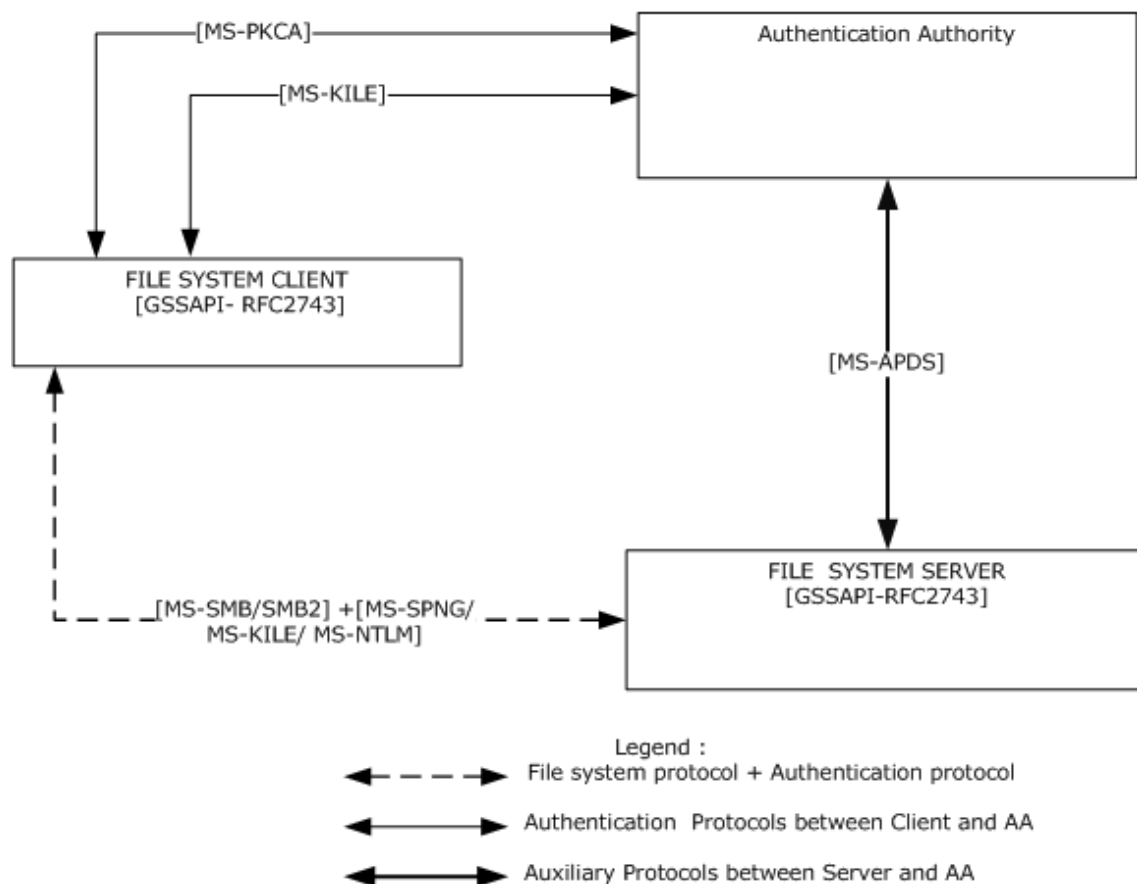 [MS-PKCA]
Authentication Authority
[MS-KILE]
FILE SYSTEM CLIENT
[GSSAPI- RFC2743]
[MS-APDS]
FILE  SYSTEM SERVER
[GSSAPI-RFC2743]
[MS-SMB/SMB2] +[MS-SPNG/
MS-KILE/ MS-NTLM]
Legend :
File system protocol + Authentication protocol
Authentication  Protocols between Client and AA
Auxiliary Protocols between Server and AA